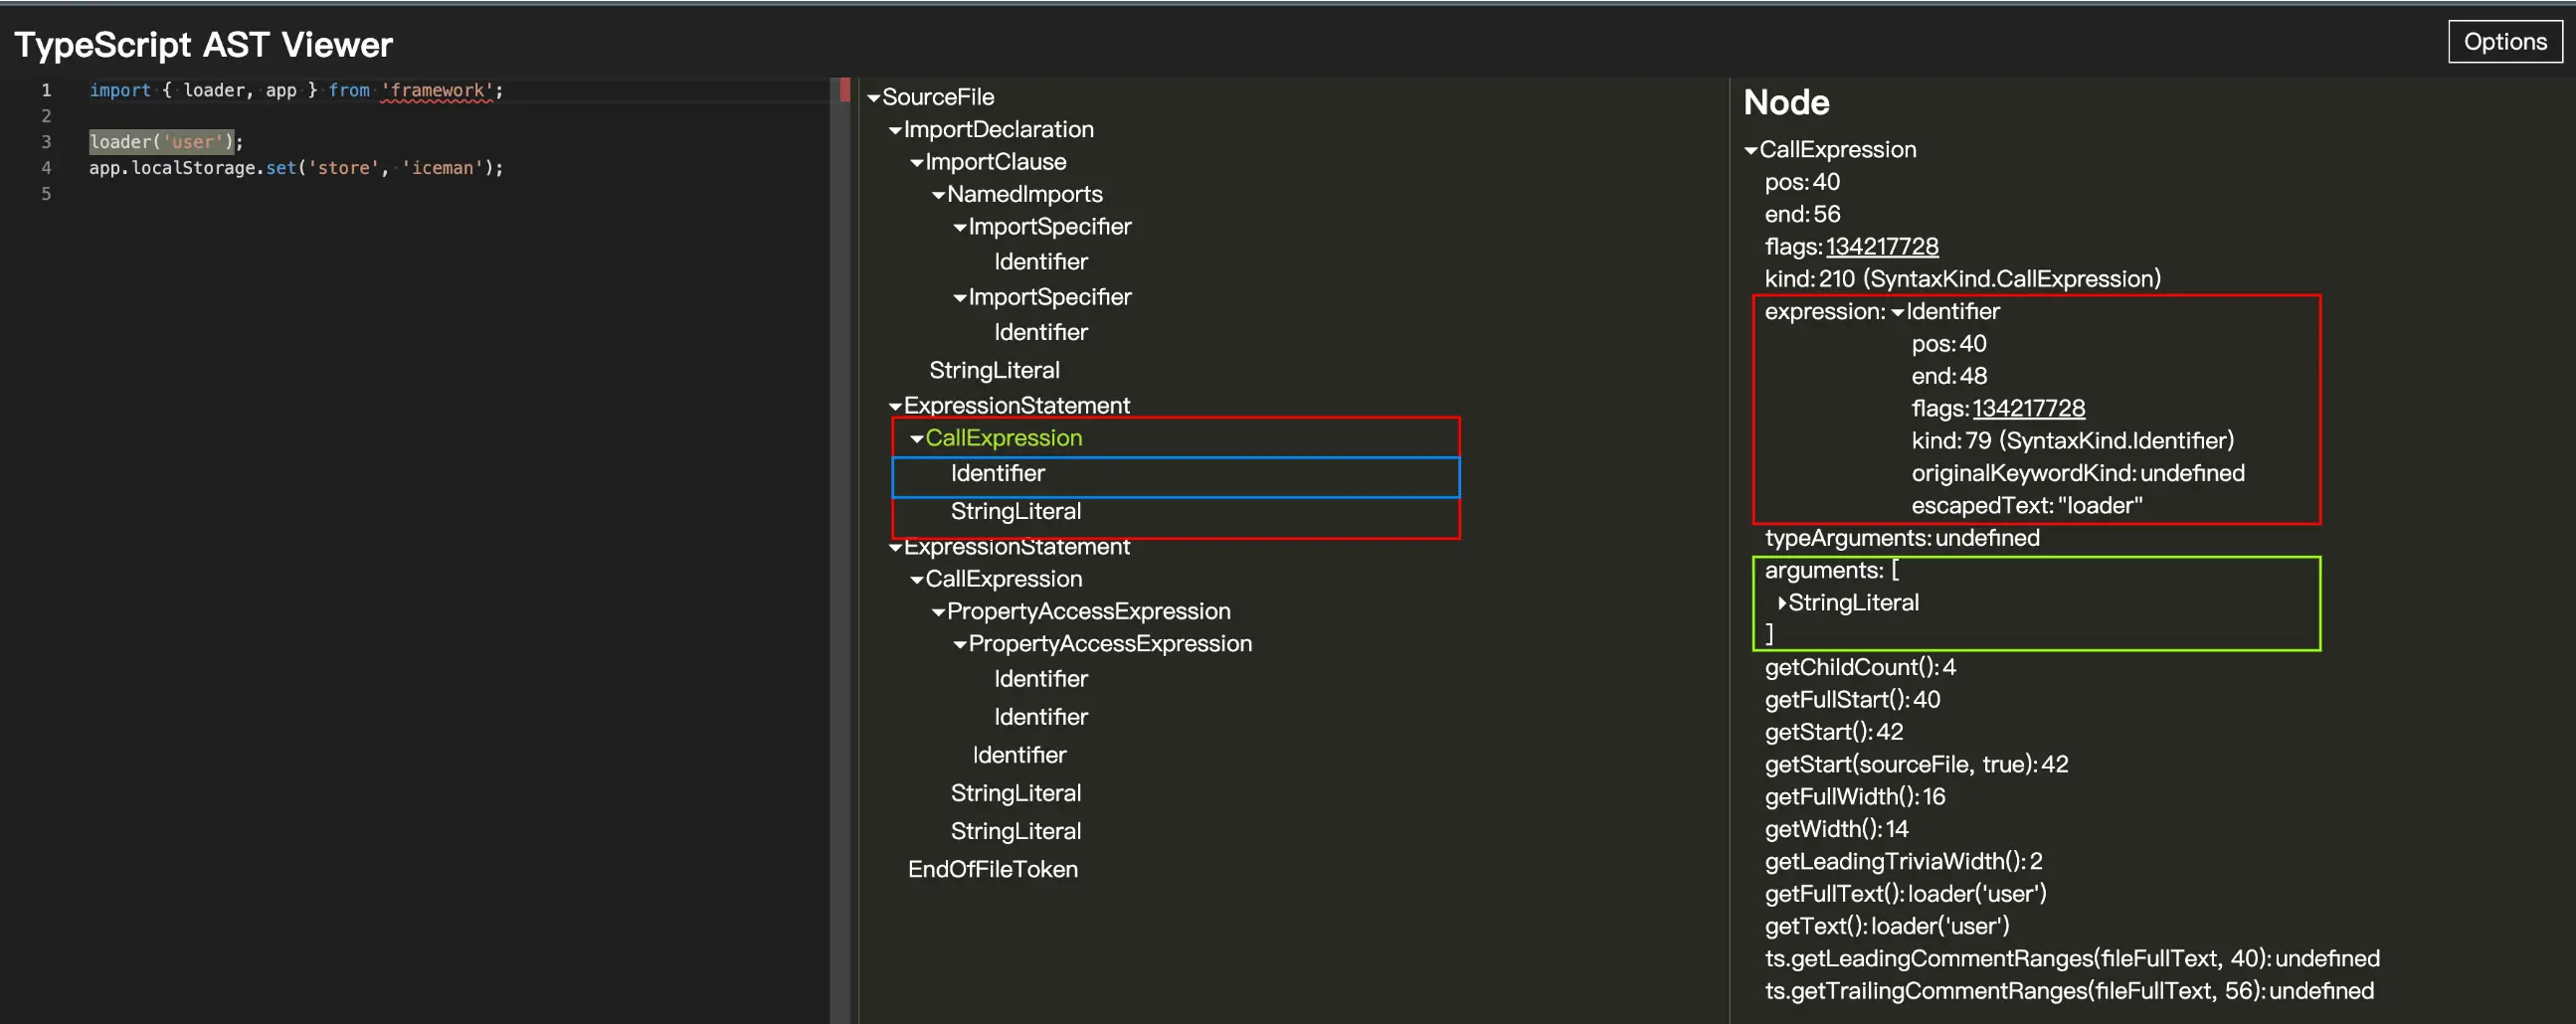 TypeScript AST Viewer
Options
1 import { loader, app } from 'framework';
2
3 loader('user');
4 app.localStorage.set('store', 'iceman');
5
SourceFile
ImportDeclaration
ImportClause
NamedImports
ImportSpecifier
Identifier
ImportSpecifier
Identifier
StringLiteral
ExpressionStatement
CallExpression
Identifier
StringLiteral
ExpressionStatement
CallExpression
PropertyAccessExpression
PropertyAccessExpression
Identifier
Identifier
Identifier
StringLiteral
StringLiteral
EndOfFileToken
Node
CallExpression
pos: 40
end: 56
flags: 134217728
kind: 210 (SyntaxKind.CallExpression)
expression: Identifier
pos: 40
end: 48
flags: 134217728
kind: 79 (SyntaxKind.Identifier)
originalKeywordKind: undefined
escapedText: "loader"
typeArguments: undefined
arguments: [
StringLiteral
]
getChildCount(): 4
getFullStart(): 40
getStart(): 42
getStart(sourceFile, true): 42
getFullWidth(): 16
getWidth(): 14
getLeadingTriviaWidth(): 2
getFullText(): loader('user')
getText(): loader('user')
ts.getLeadingCommentRanges(fileFullText, 40): undefined
ts.getTrailingCommentRanges(fileFullText, 56): undefined